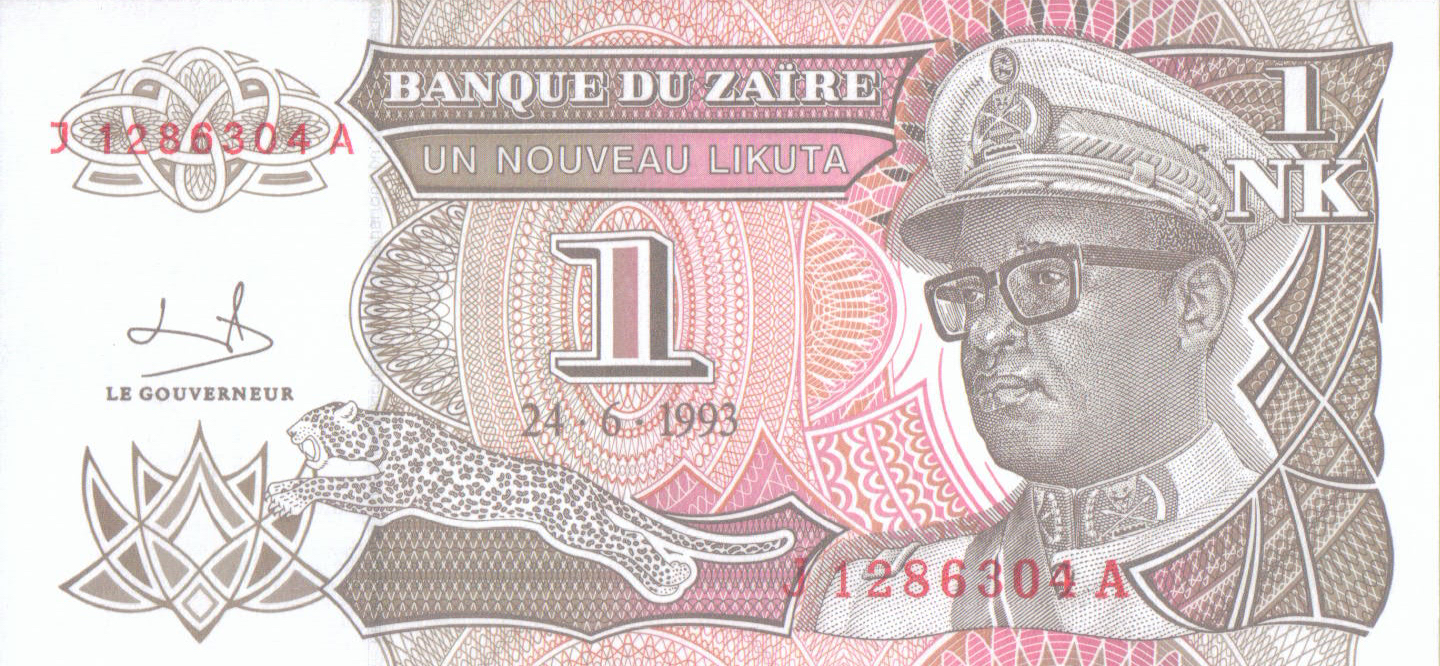 BANQUE DU ZAÏRE
1
NK
J 1286304 A
UN NOUVEAU LIKUTA
1
LE GOUVERNEUR
24 · 6 · 1993
J 1286304 A